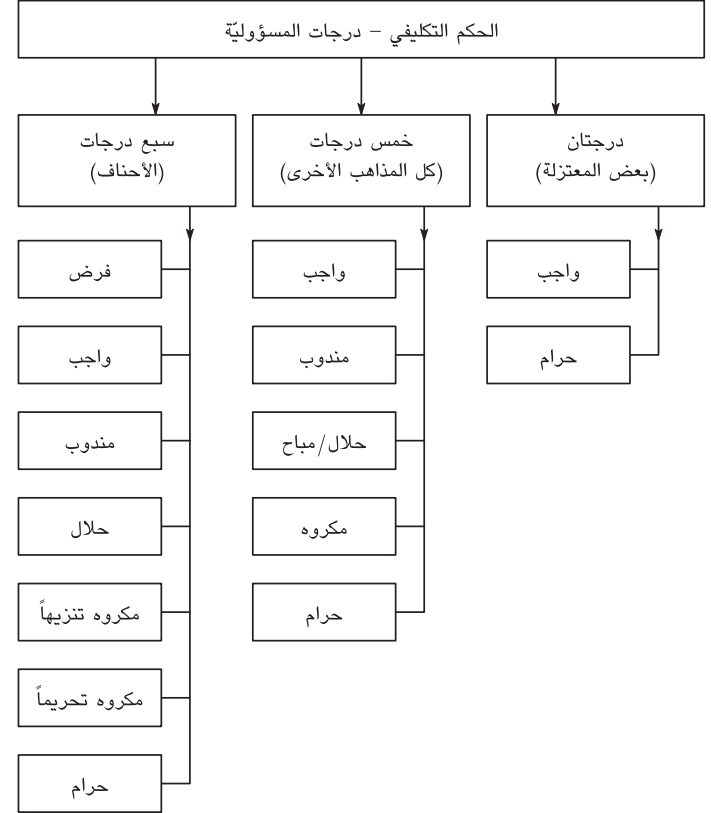 الحكم التكليفي – درجات المسؤوليّة
درجتان
(بعض المعتزلة)
واجب
حرام
خمس درجات
(كل المذاهب الأخرى)
واجب
مندوب
حلال/مباح
مكروه
حرام
سبع درجات
(الأحناف)
فرض
واجب
مندوب
حلال
مكروه تنزيهاً
مكروه تحريماً
حرام